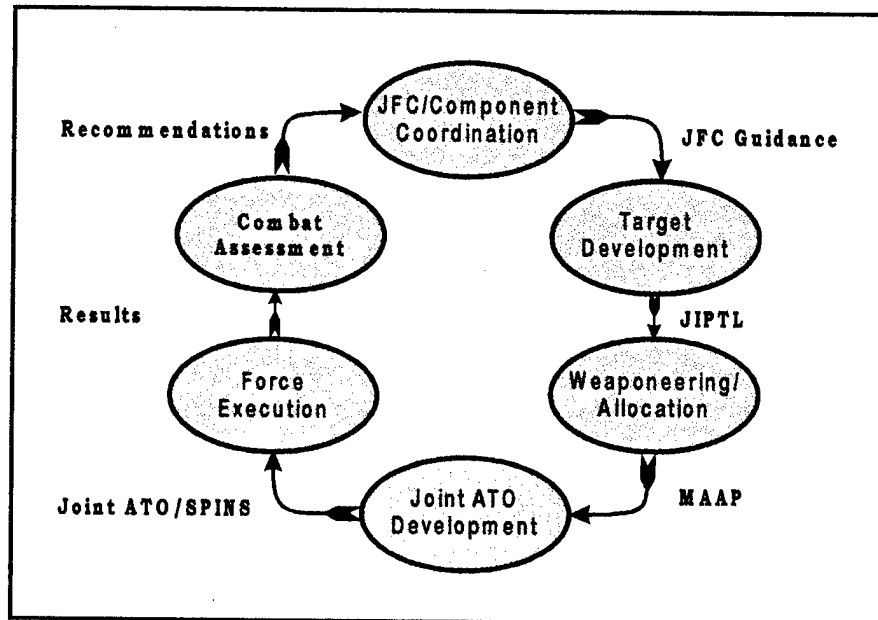 JFC/Component
Coordination
JFC Guidance
Target
Development
JIPTL
Weaponeering/
Allocation
MAAP
Joint ATO
Development
Joint ATO/SPINS
Force
Execution
Results
Combat
Assessment
Recommendations